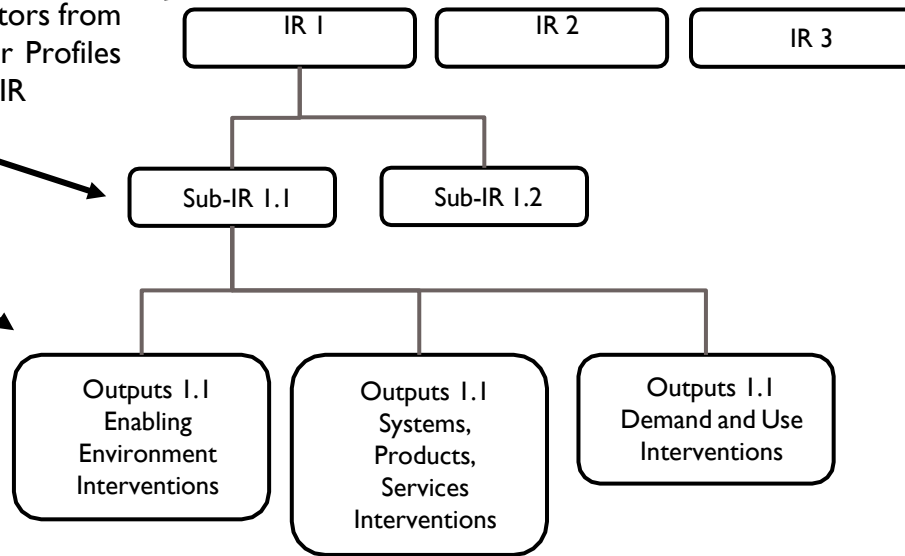 tors from
r Profiles
IR
IR 1
IR 2
IR 3
Sub-IR 1.1
Sub-IR 1.2
Outputs 1.1
Enabling
Environment
Interventions
Outputs 1.1
Systems,
Products,
Services
Interventions
Outputs 1.1
Demand and Use
Interventions